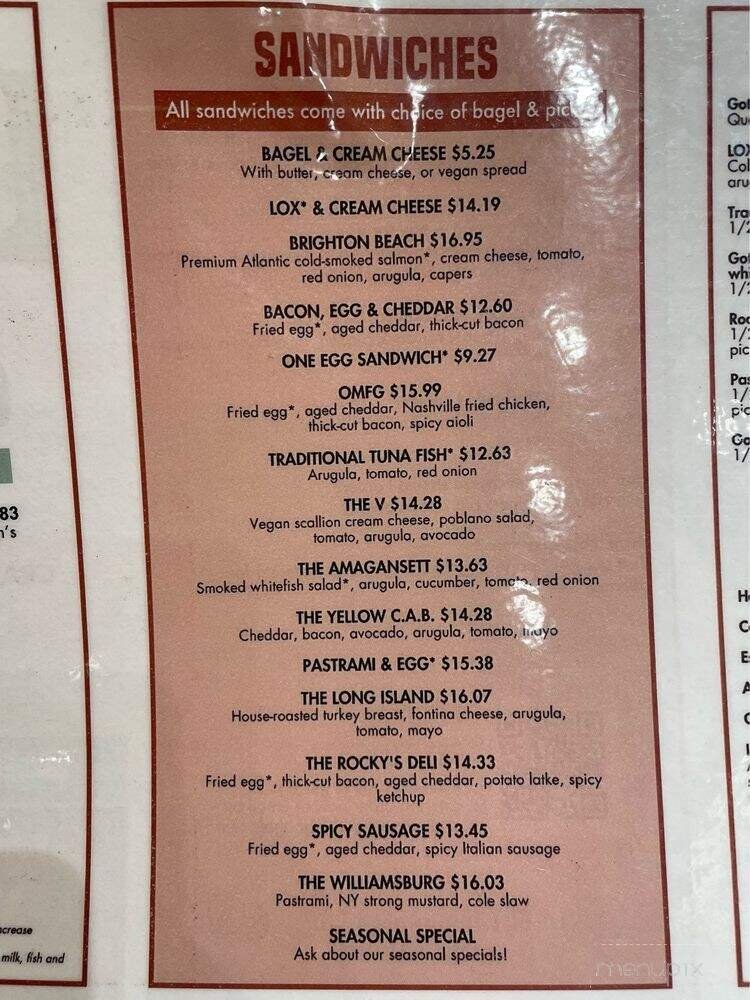 SANDWICHES
All sandwiches come with choice of bagel &
BAGEL & CREAM CHEESE $5.25
With butter, cream cheese, or vegan spread
LOX* & CREAM CHEESE $14.19
BRIGHTON BEACH $16.95
Premium Atlantic cold-smoked salmon*, cream cheese, tomato,
red onion, arugula, capers
BACON, EGG & CHEDDAR $12.60
Fried egg*, aged cheddar, thick-cut bacon
ONE EGG SANDWICH* $9.27
OMFG $15.99
Fried egg*, aged cheddar, Nashville fried chicken,
thick-cut bacon, spicy aioli
TRADITIONAL TUNA FISH* $12.63
Arugula, tomato, red onion
THE V $14.28
Vegan scallion cream cheese, poblano salad,
tomato, arugula, avocado
THE AMAGANSETT $13.63
Smoked whitefish salad*, arugula, cucumber, tomato, red onion
THE YELLOW C.A.B. $14.28
Cheddar, bacon, avocado, arugula, tomato, mayo
PASTRAMI & EGG* $15.38
THE LONG ISLAND $16.07
House-roasted turkey breast, fontina cheese, arugula,
tomato, mayo
THE ROCKY'S DELI $14.33
Fried egg*, thick-cut bacon, aged cheddar, potato latke, spicy
ketchup
SPICY SAUSAGE $13.45
Fried egg*, aged cheddar, spicy Italian sausage
THE WILLIAMSBURG $16.03
Pastrami, NY strong mustard, cole slaw
SEASONAL SPECIAL
Ask about our seasonal specials!
83
n's
ncrease
milk, fish and
menupix